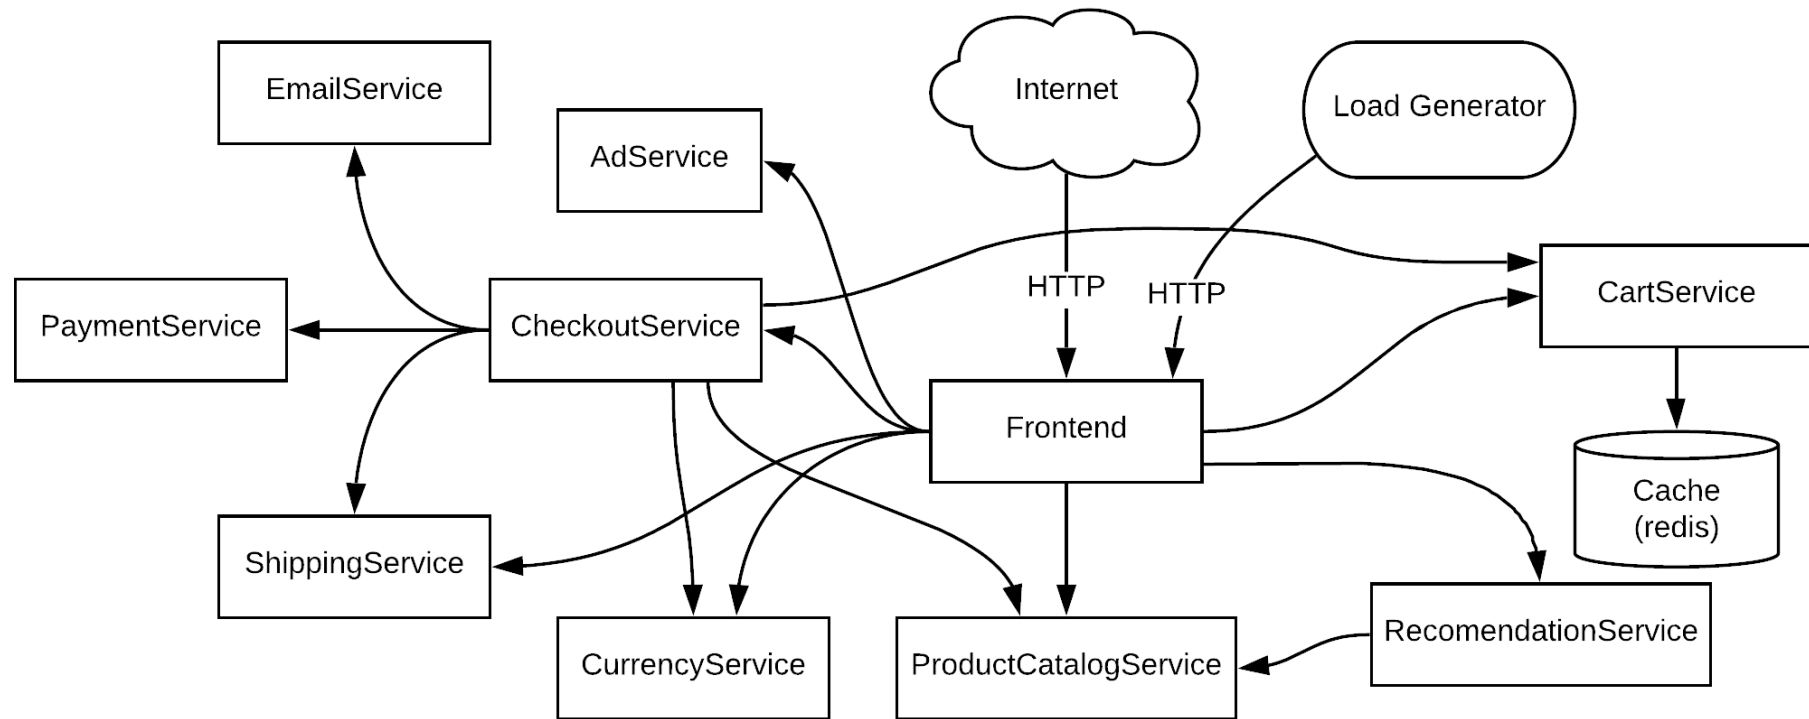 EmailService
Internet
Load Generator
AdService
HTTP
HTTP
CartService
PaymentService
CheckoutService
Frontend
Cache
(redis)
ShippingService
RecomendationService
CurrencyService
ProductCatalogService